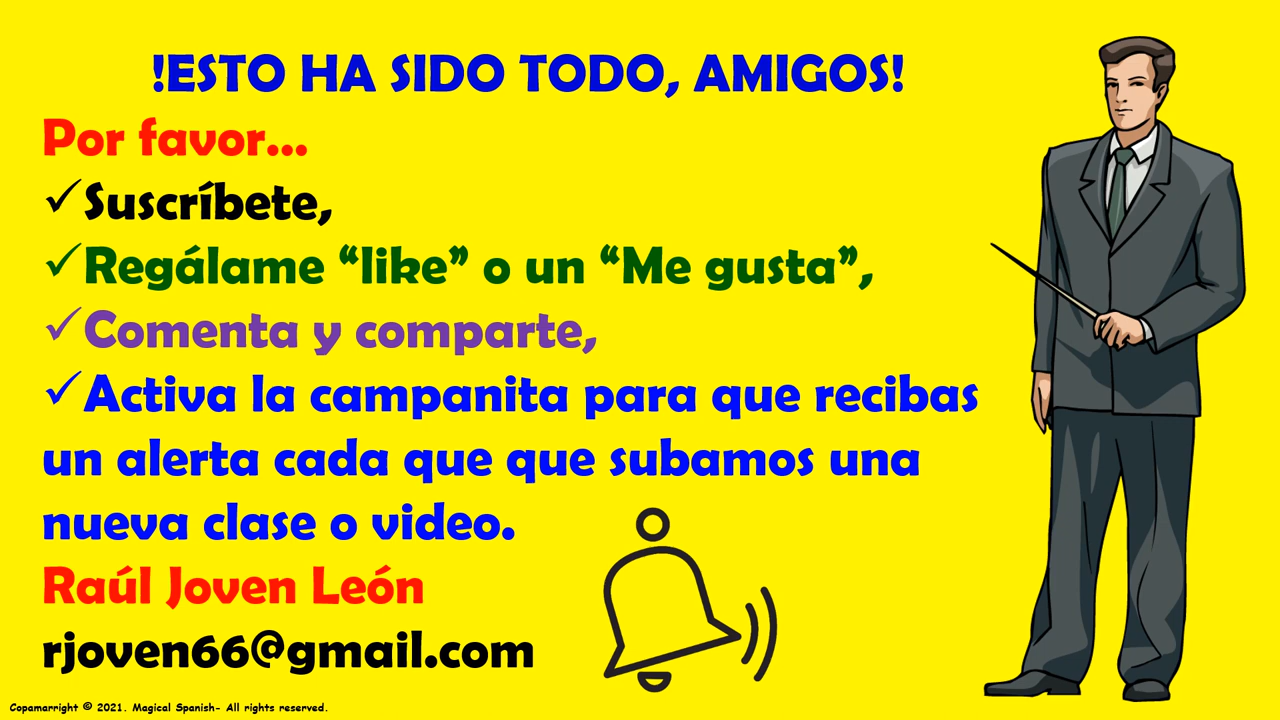 !ESTO HA SIDO TODO, AMIGOS!
Por favor...
✓Suscríbete,
✓Regálame “like” o un “Me gusta”,
✓Comenta y comparte,
✓Activa la campanita para que recibas
un alerta cada que que subamos una
nueva clase o video.
Raúl Joven León
rjoven66@gmail.com
Copamarright © 2021. Magical Spanish- All rights reserved.